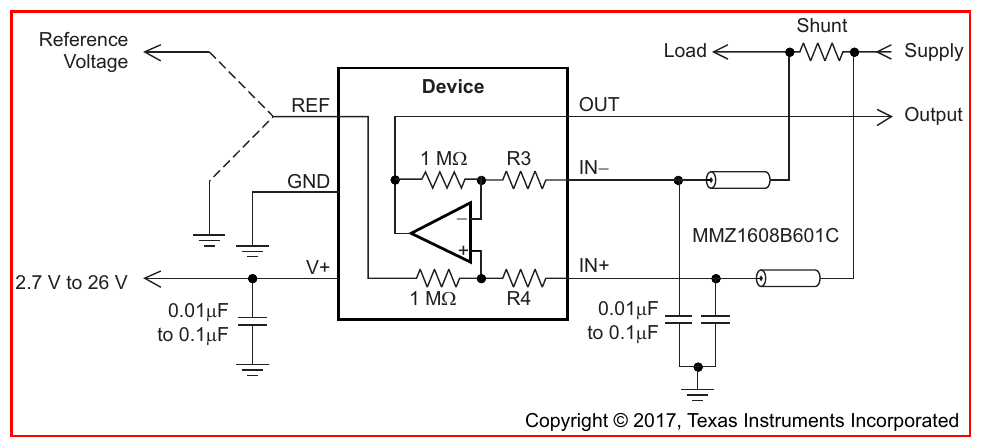 Shunt
Reference
Voltage
Load
Supply
Device
REF
OUT
Output
1 MΩ
R3
IN–
GND
–
+
MMZ1608B601C
V+
IN+
2.7 V to 26 V
1 MΩ
R4
0.01µF
to 0.1µF
0.01µF
to 0.1µF
Copyright © 2017, Texas Instruments Incorporated